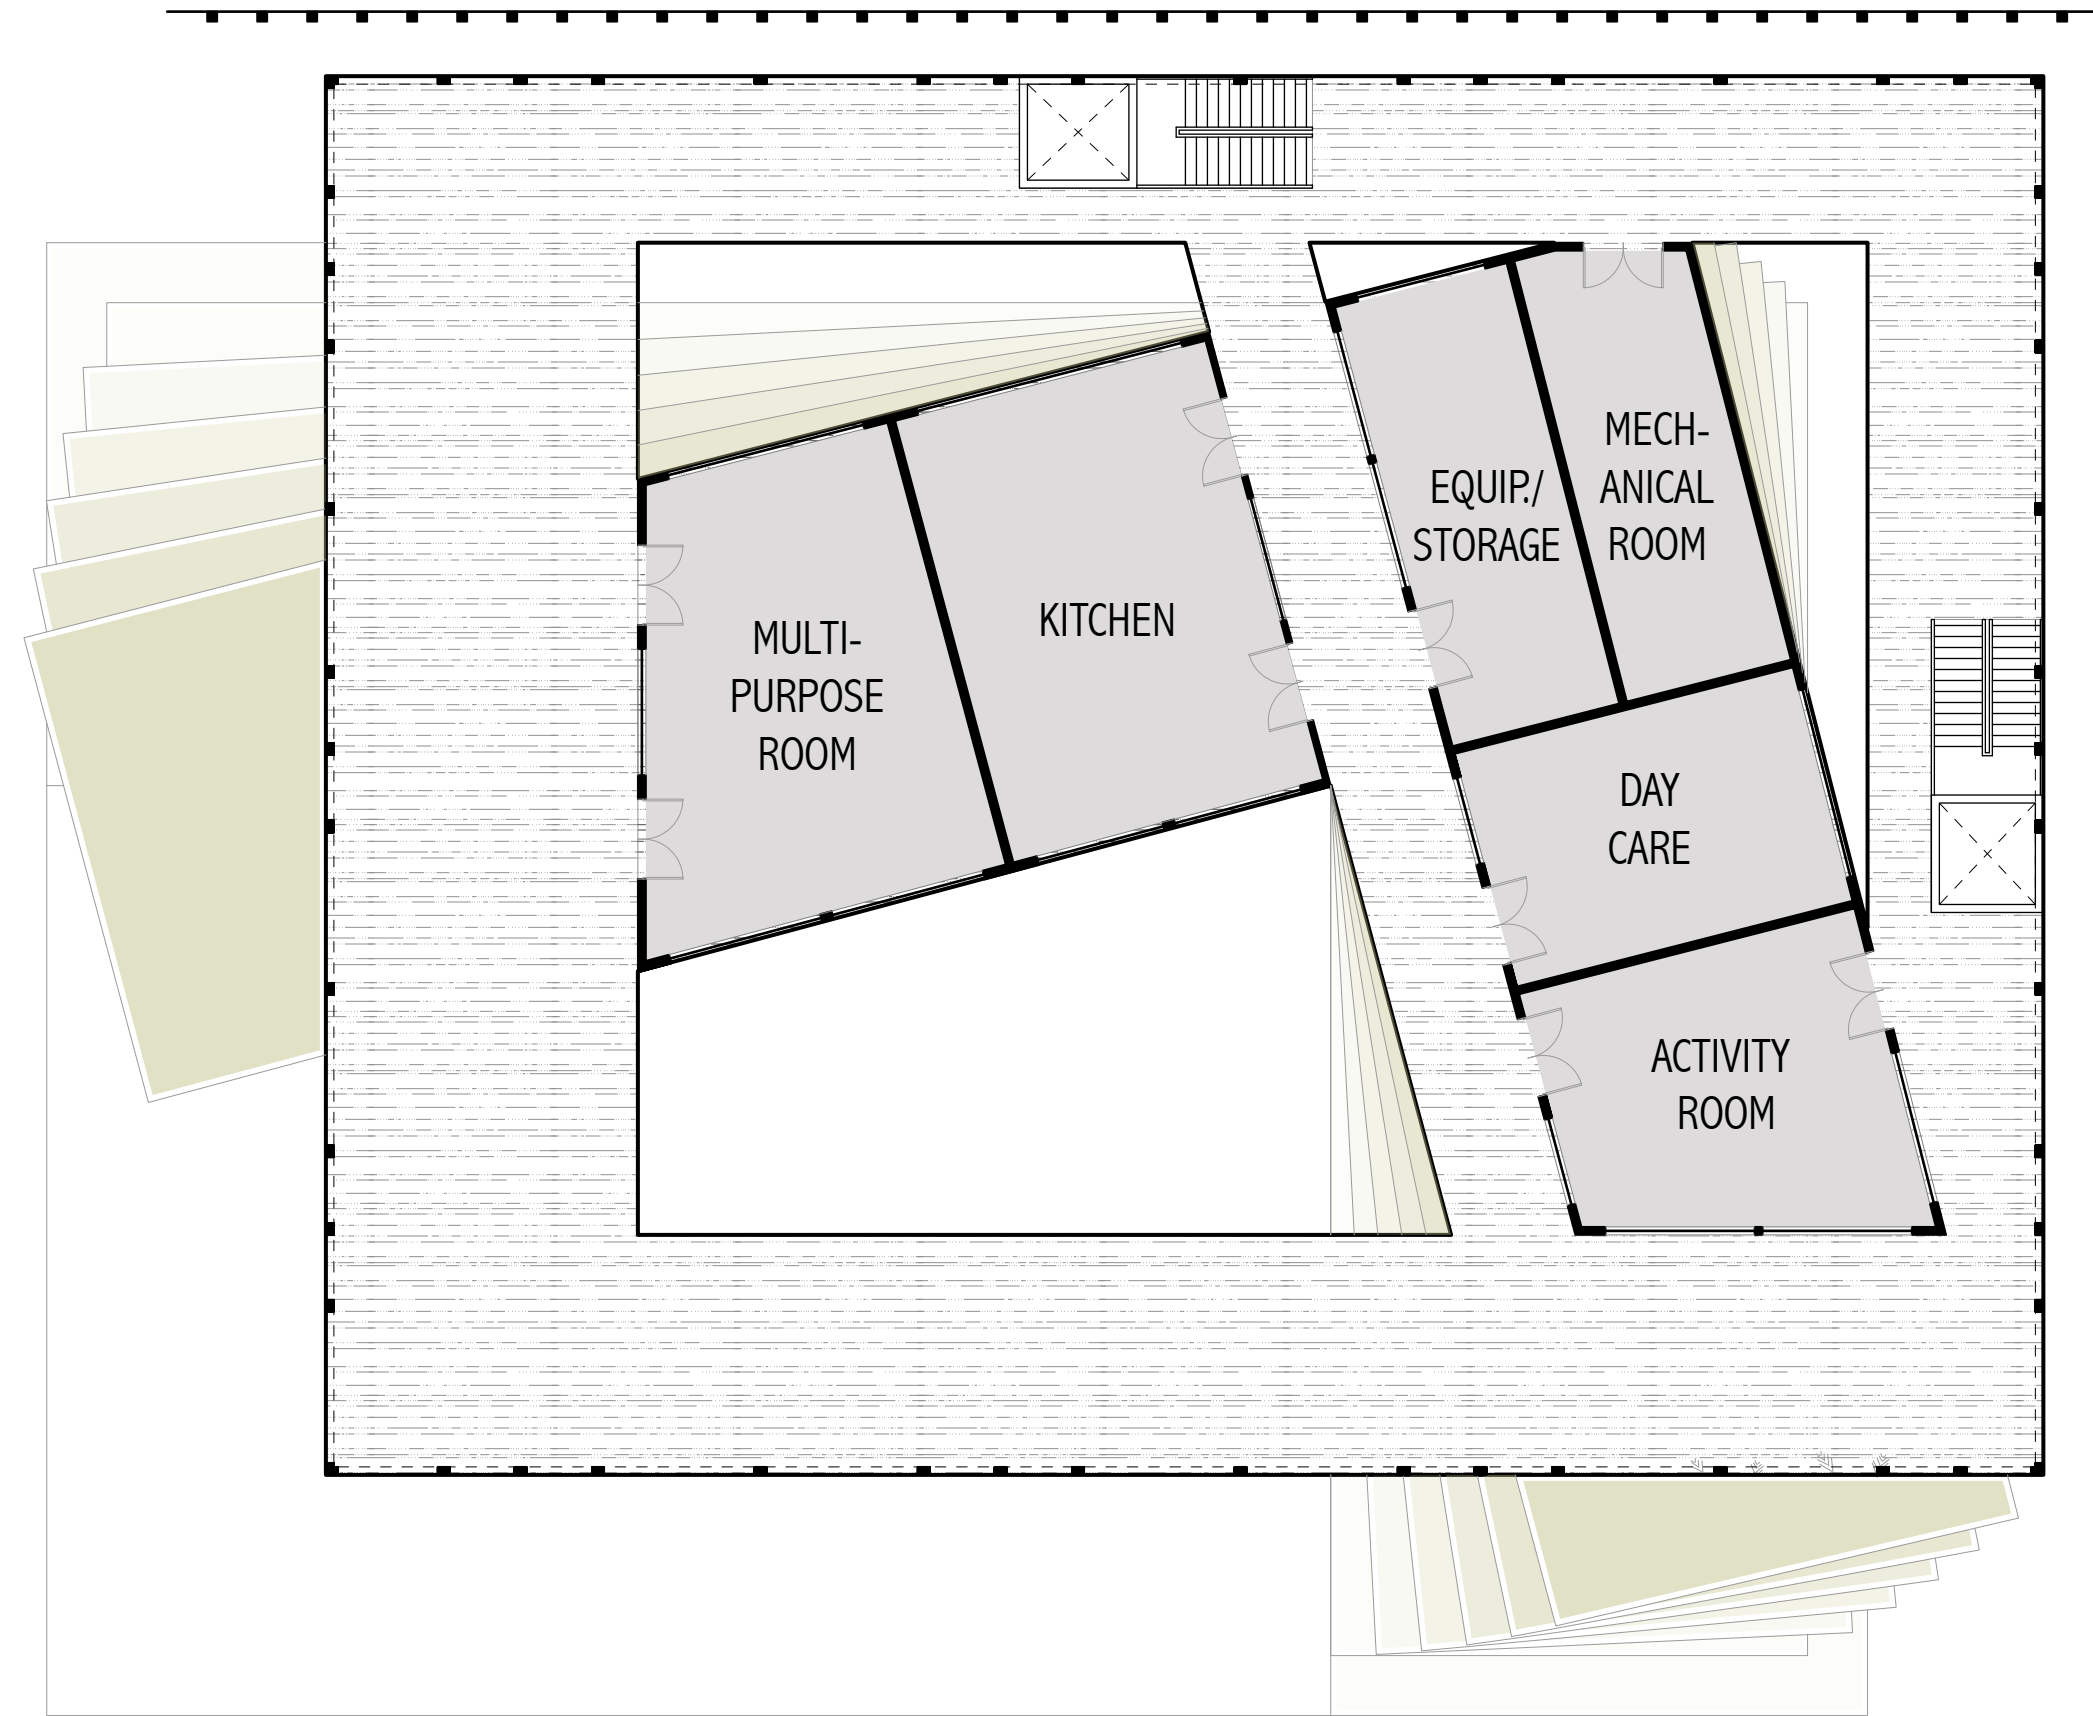 MULTI-
PURPOSE
ROOM
KITCHEN
EQUIP./
STORAGE
MECH-
ANICAL
ROOM
DAY
CARE
ACTIVITY
ROOM